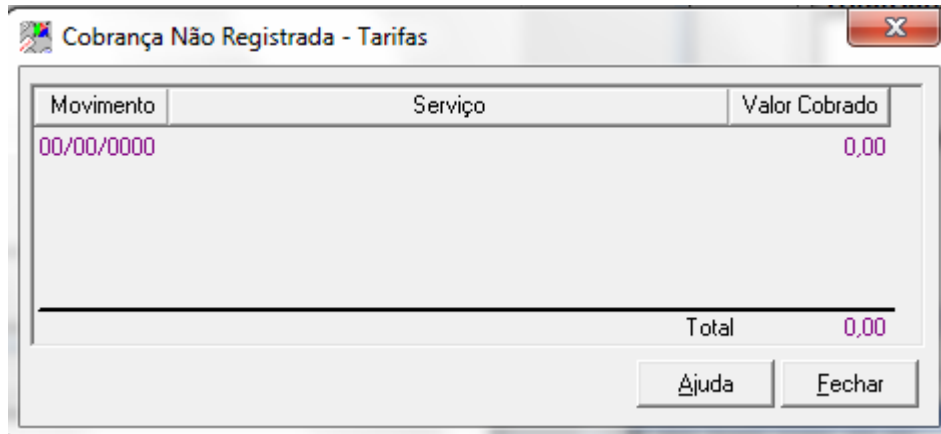 Cobrança Não Registrada - Tarifas
Movimento Serviço Valor Cobrado
00/00/0000 0,00
Total 0,00
Ajuda Fechar